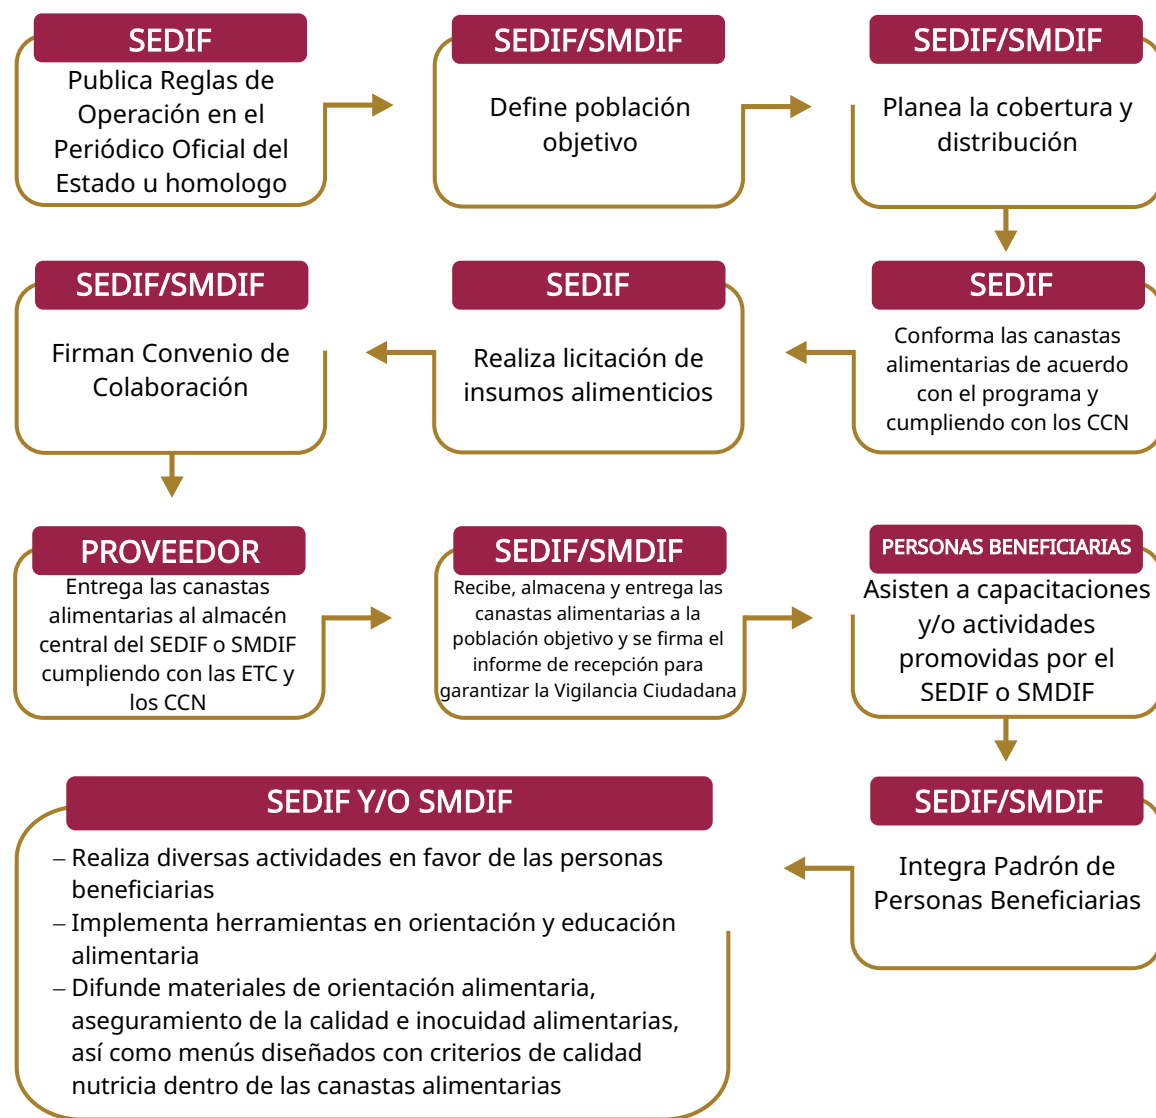 SEDIF
Publica Reglas de
Operación en el
Periódico Oficial del
Estado u homologo
SEDIF/SMDIF
Define población
objetivo
SEDIF/SMDIF
Planea la cobertura y
distribución
SEDIF
Conforma las canastas
alimentarias de acuerdo
con el programa y
cumpliendo con los CCN
SEDIF
Realiza licitación de
insumos alimenticios
SEDIF/SMDIF
Firman Convenio de
Colaboración
PROVEEDOR
Entrega las canastas
alimentarias al almacén
central del SEDIF o SMDIF
cumpliendo con las ETC y
los CCN
SEDIF/SMDIF
Recibe, almacena y entrega las
canastas alimentarias a la
población objetivo y se firma el
informe de recepción para
garantizar la Vigilancia Ciudadana
PERSONAS BENEFICIARIAS
Asisten a capacitaciones
y/o actividades
promovidas por el
SEDIF o SMDIF
SEDIF/SMDIF
Integra Padrón de
Personas Beneficiarias
SEDIF Y/O SMDIF
– Realiza diversas actividades en favor de las personas
beneficiarias
– Implementa herramientas en orientación y educación
alimentaria
– Difunde materiales de orientación alimentaria,
aseguramiento de la calidad e inocuidad alimentarias,
así como menús diseñados con criterios de calidad
nutricia dentro de las canastas alimentarias